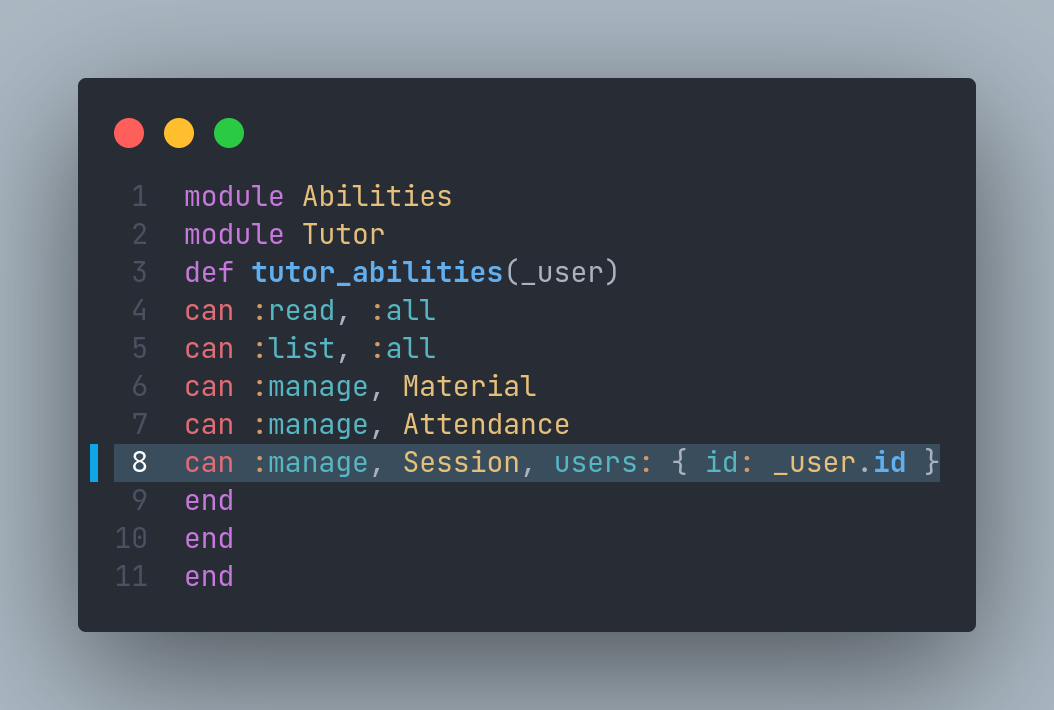 1 module Abilities
2 module Tutor
3 def tutor_abilities(_user)
4 can :read, :all
5 can :list, :all
6 can :manage, Material
7 can :manage, Attendance
8 can :manage, Session, users: { id: _user.id }
9 end
10 end
11 end